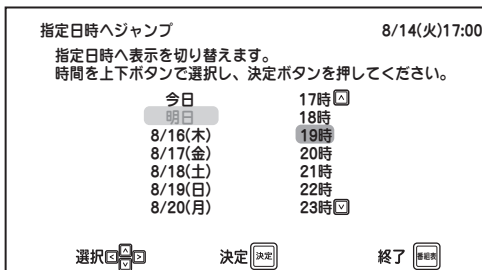 指定日時へジャンプ 8/14(火)17:00
指定日時へ表示を切り替えます。
時間を上下ボタンで選択し、決定ボタンを押してください。
今日 17時
明日 18時
8/16(木) 19時
8/17(金) 20時
8/18(土) 21時
8/19(日) 22時
8/20(月) 23時
選択 決定 決定 終了 番組表